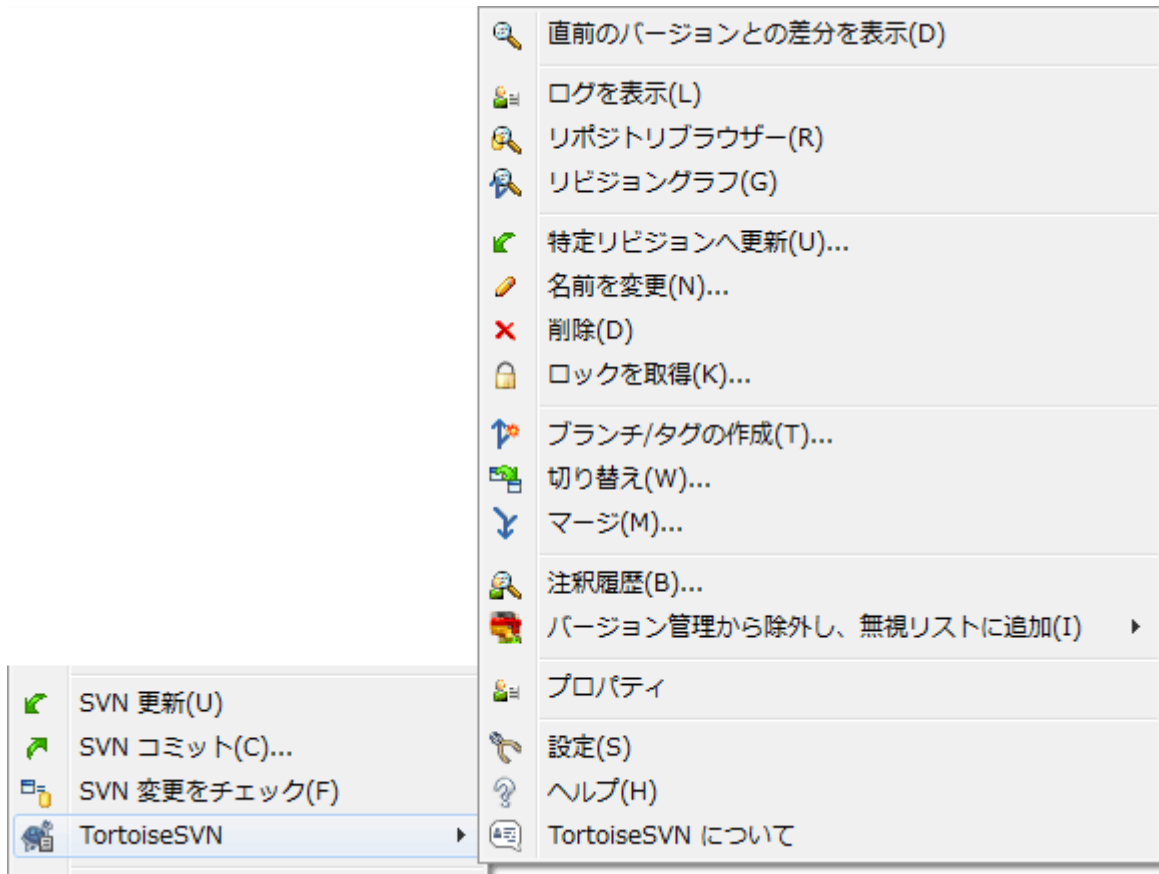 直前のバージョンとの差分を表示(D)
ログを表示(L)
リポジトリブラウザー(R)
リビジョングラフ(G)
特定リビジョンへ更新(U)...
名前を変更(N)...
削除(D)
ロックを取得(K)...
ブランチ/タグの作成(T)...
切り替え(W)...
マージ(M)...
注釈履歴(B)...
バージョン管理から除外し、無視リストに追加(I)
プロパティ
設定(S)
ヘルプ(H)
TortoiseSVN について
SVN 更新(U)
SVN コミット(C)...
SVN 変更をチェック(F)
TortoiseSVN